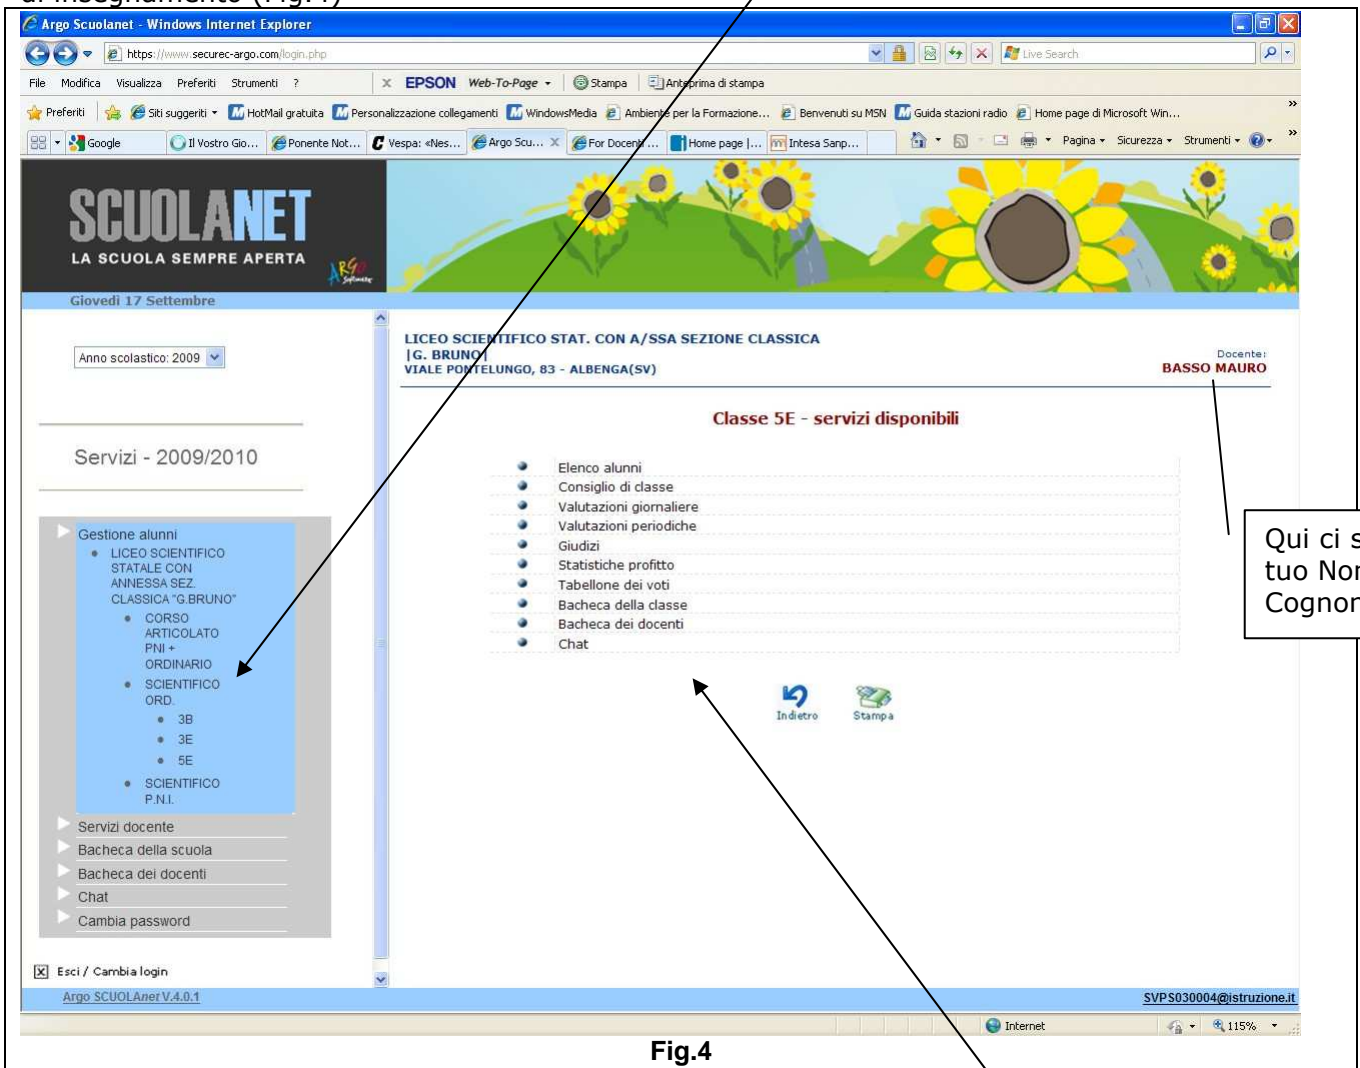 di insegnamento (Fig.4)
Argo Scuolanet - Windows Internet Explorer
https://www.securec-argo.com/login.php
Live Search
File Modifica Visualizza Preferiti Strumenti ?
X EPSON Web-To-Page Stampa Anteprima di stampa
Preferiti Siti suggeriti HotMail gratuita Personalizzazione collegamenti WindowsMedia Ambiente per la Formazione... Benvenuti su MSN Guida stazioni radio Home page di Microsoft Win... »
Google Il Vostro Gio... Ponente Not... Vespa: «Nes... Argo Scu... X For Docenti ... Home page |... Intesa Sanp... Pagina Sicurezza Strumenti »
SCUOLANET
LA SCUOLA SEMPRE APERTA
ARGO Software
Giovedì 17 Settembre
Anno scolastico: 2009
LICEO SCIENTIFICO STAT. CON A/SSA SEZIONE CLASSICA
|G. BRUNO|
VIALE PONTELUNGO, 83 - ALBENGA(SV)
Docente:
BASSO MAURO
Classe 5E - servizi disponibili
Servizi - 2009/2010
Elenco alunni
Consiglio di classe
Valutazioni giornaliere
Valutazioni periodiche
Giudizi
Statistiche profitto
Tabellone dei voti
Bacheca della classe
Bacheca dei docenti
Chat
Indietro Stampa
Qui ci s
tuo Nor
Cognor
Gestione alunni
LICEO SCIENTIFICO
STATALE CON
ANNESSA SEZ.
CLASSICA "G.BRUNO"
CORSO
ARTICOLATO
PNI +
ORDINARIO
SCIENTIFICO
ORD.
3B
3E
5E
SCIENTIFICO
P.N.I.
Servizi docente
Bacheca della scuola
Bacheca dei docenti
Chat
Cambia password
X Esci / Cambia login
Argo SCUOLAnet V.4.0.1
SVPS030004@istruzione.it
Internet
115%
Fig.4